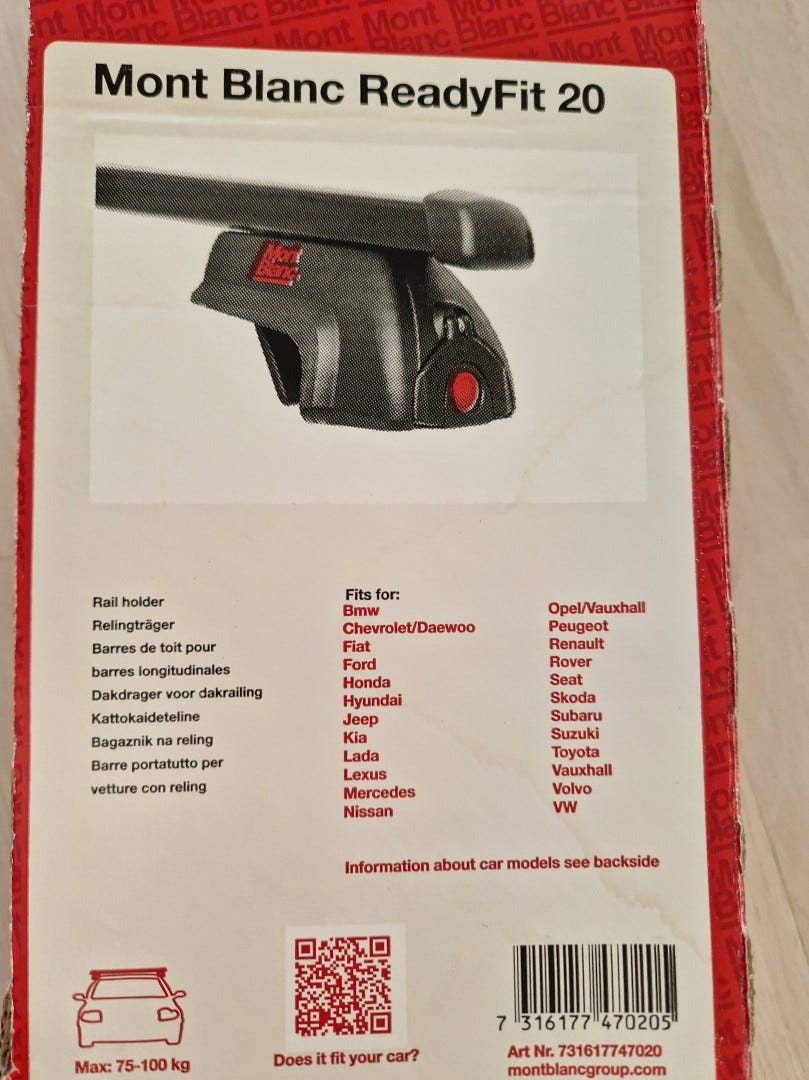 Mont Blanc ReadyFit 20
Mont
Blanc
Rail holder
Relingträger
Barres de toit pour
barres longitudinales
Dakdrager voor dakrailing
Kattokaideteline
Bagaznik na reling
Barre portatutto per
vetture con reling
Fits for:
Bmw
Chevrolet/Daewoo
Fiat
Ford
Honda
Hyundai
Jeep
Kia
Lada
Lexus
Mercedes
Nissan
Opel/Vauxhall
Peugeot
Renault
Rover
Seat
Skoda
Subaru
Suzuki
Toyota
Vauxhall
Volvo
VW
Information about car models see backside
Max: 75-100 kg
Does it fit your car?
7 316177 470205
Art Nr. 731617747020
montblancgroup.com